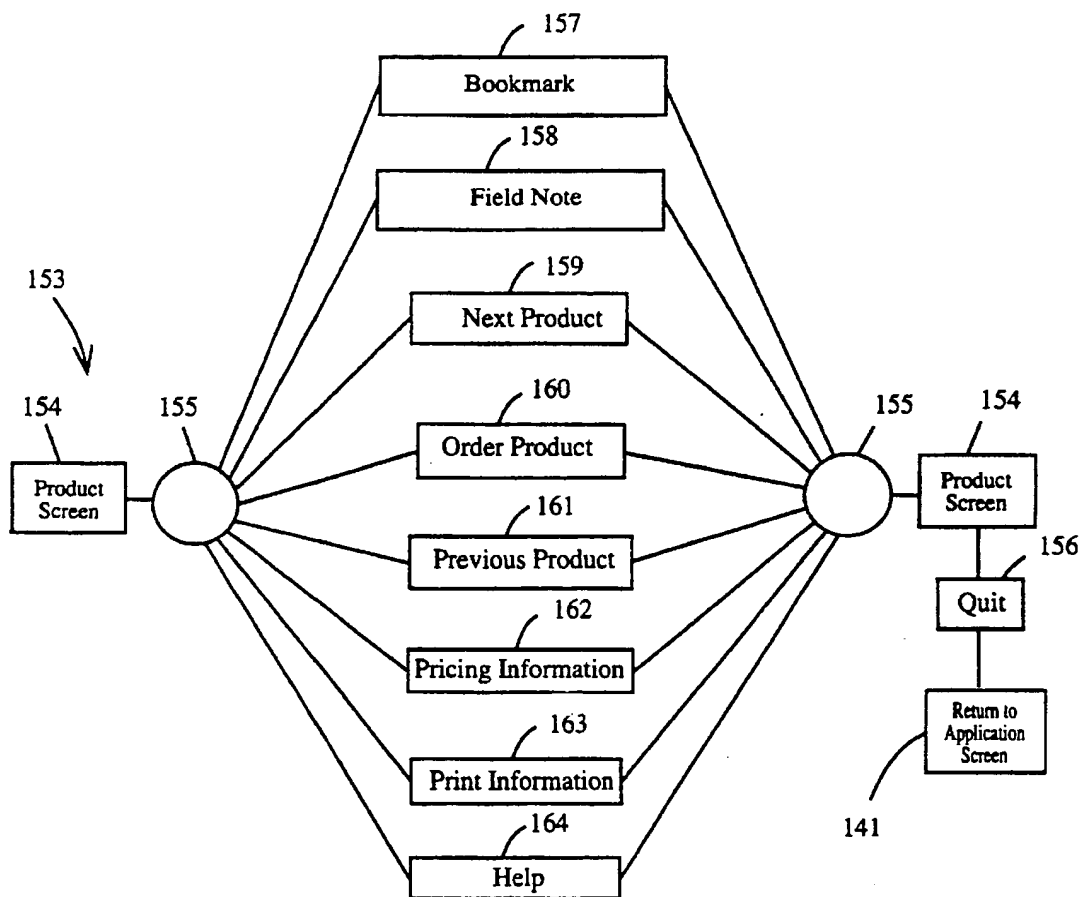 157
Bookmark
158
Field Note
159
Next Product
153
160
Order Product
154
155
155
154
Product
Screen
Product
Screen
161
Previous Product
156
Quit
162
Pricing Information
163
Print Information
Return to
Application
Screen
141
164
Help